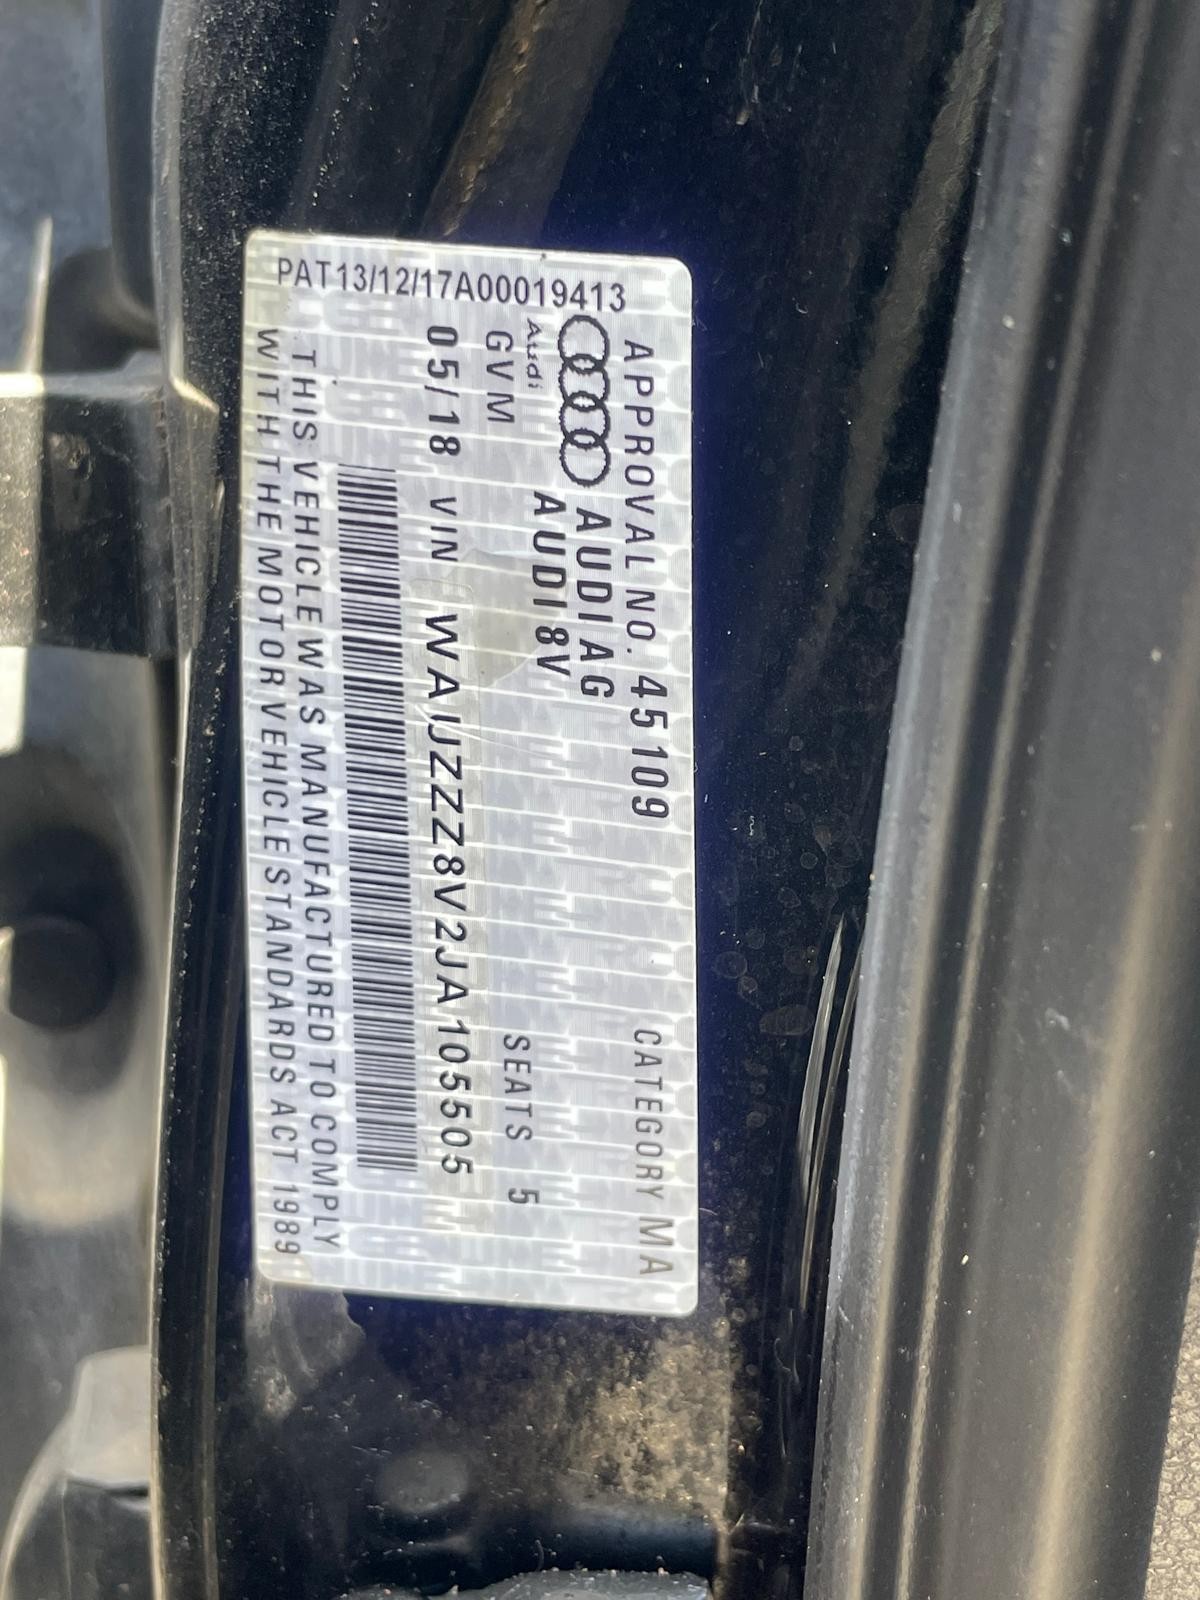 APPROVAL NO. 45109 CATEGORY MA
AUDI AG
Audi AUDI 8V
GVM SEATS 5
05/18 VIN WAUZZZ8V2JA105505
THIS VEHICLE WAS MANUFACTURED TO COMPLY
WITH THE MOTOR VEHICLE STANDARDS ACT 1989
PAT13/12/17A00019413